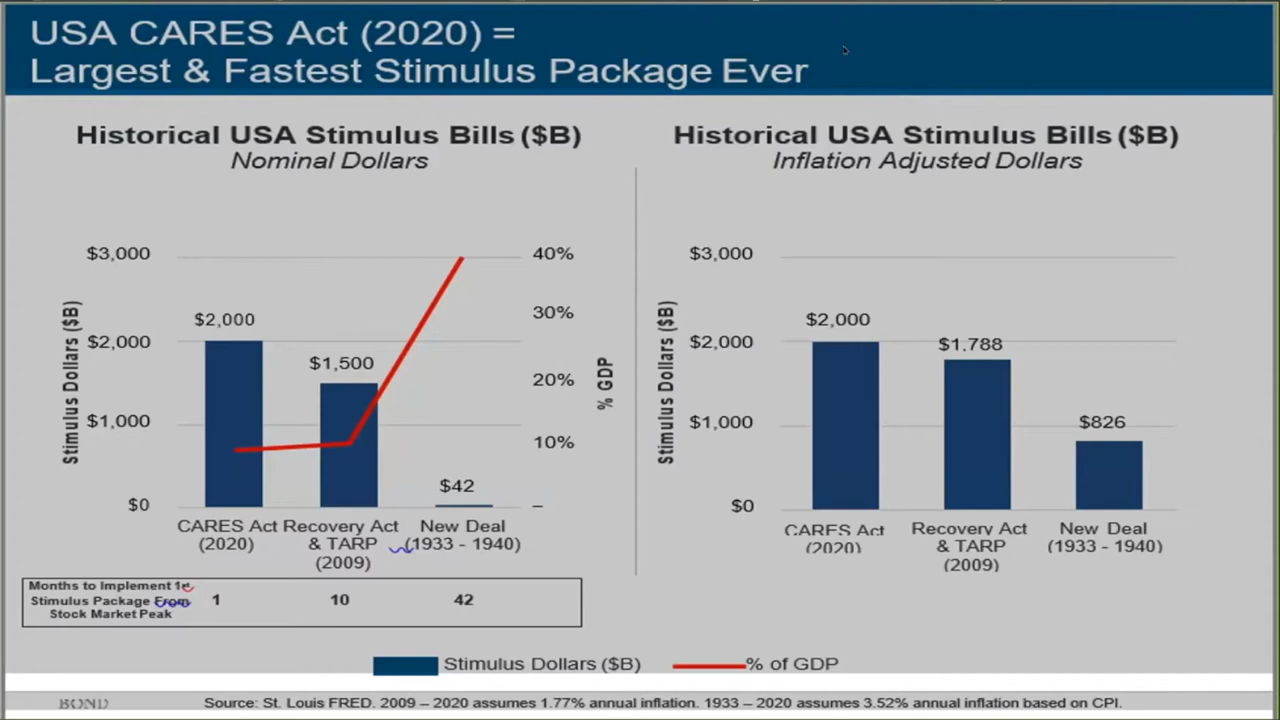 USA CARES Act (2020) =
Largest & Fastest Stimulus Package Ever
Historical USA Stimulus Bills ($B)
Nominal Dollars
Stimulus Dollars ($B)
$3,000
$2,000
$1,000
$0
$2,000
$1,500
$42
40%
30%
20%
10%
–
% GDP
CARES Act
(2020)
Recovery Act
& TARP
(2009)
New Deal
(1933 - 1940)
Months to Implement 1st
Stimulus Package From
Stock Market Peak
1
10
42
Historical USA Stimulus Bills ($B)
Inflation Adjusted Dollars
Stimulus Dollars ($B)
$3,000
$2,000
$1,000
$0
$2,000
$1,788
$826
CARES Act
(2020)
Recovery Act
& TARP
(2009)
New Deal
(1933 - 1940)
Stimulus Dollars ($B)
% of GDP
BOND
Source: St. Louis FRED. 2009 – 2020 assumes 1.77% annual inflation. 1933 – 2020 assumes 3.52% annual inflation based on CPI.